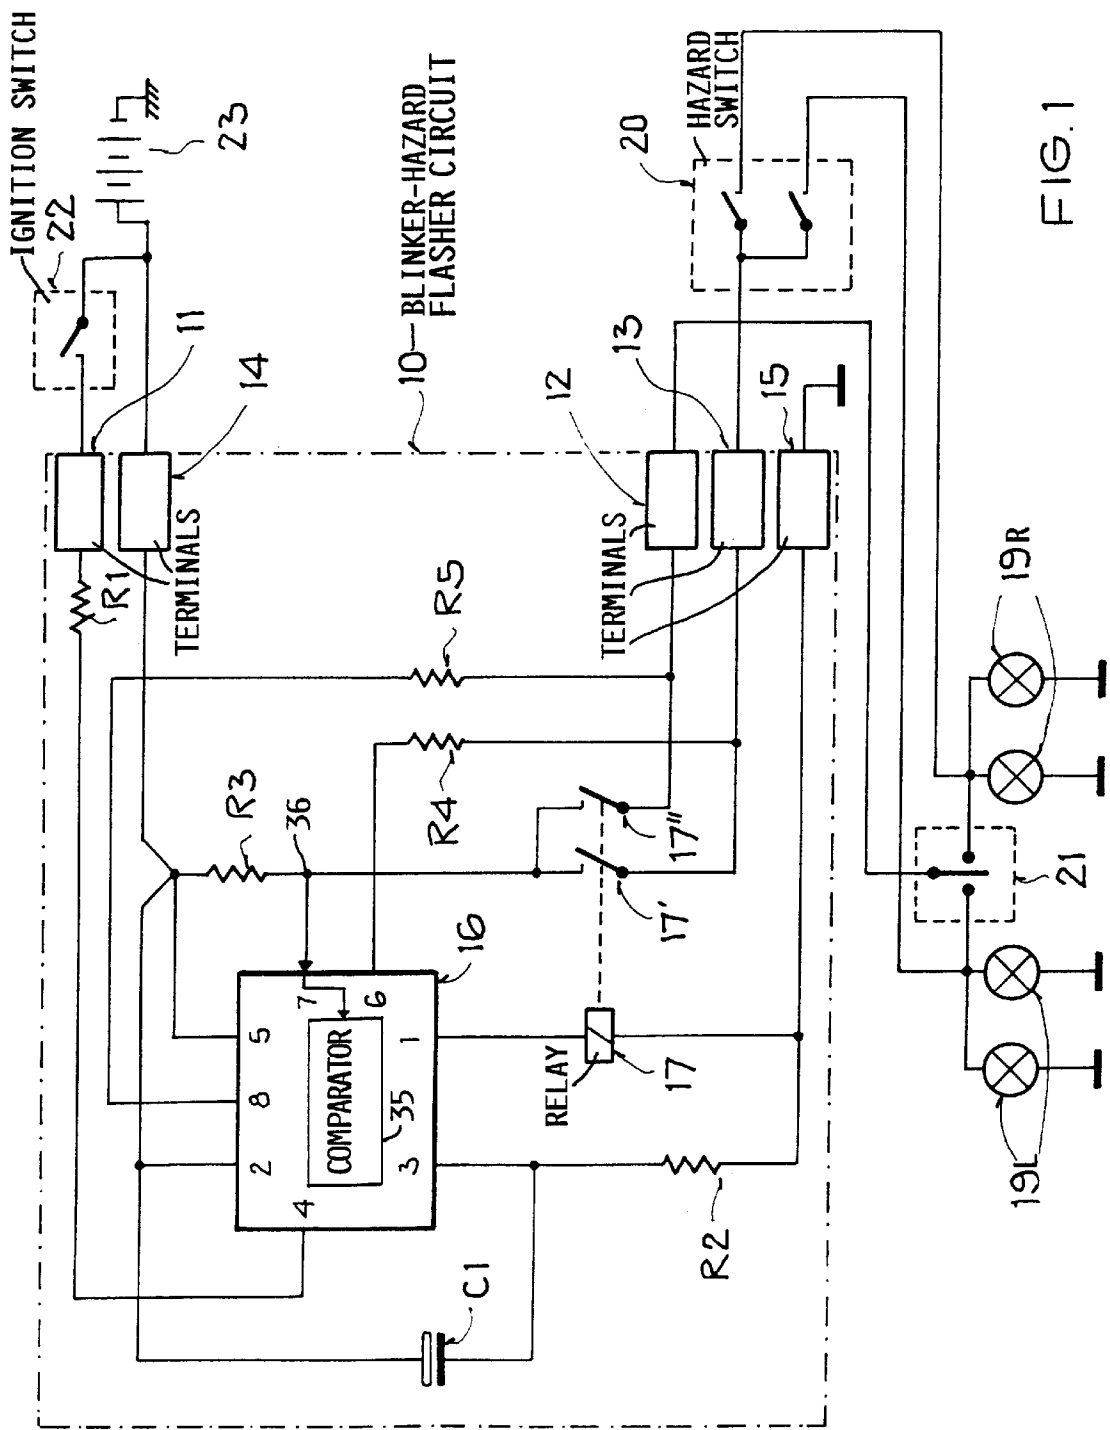 IGNITION SWITCH
22
23
11
14
10—BLINKER-HAZARD
FLASHER CIRCUIT
12
13
15
20
HAZARD
SWITCH
TERMINALS
TERMINALS
R1
R5
R4
R3
36
17"
17'
16
7
6
5
8
2
4
1
3
COMPARATOR
35
RELAY
17
R2
C1
21
19R
19L
FIG. 1